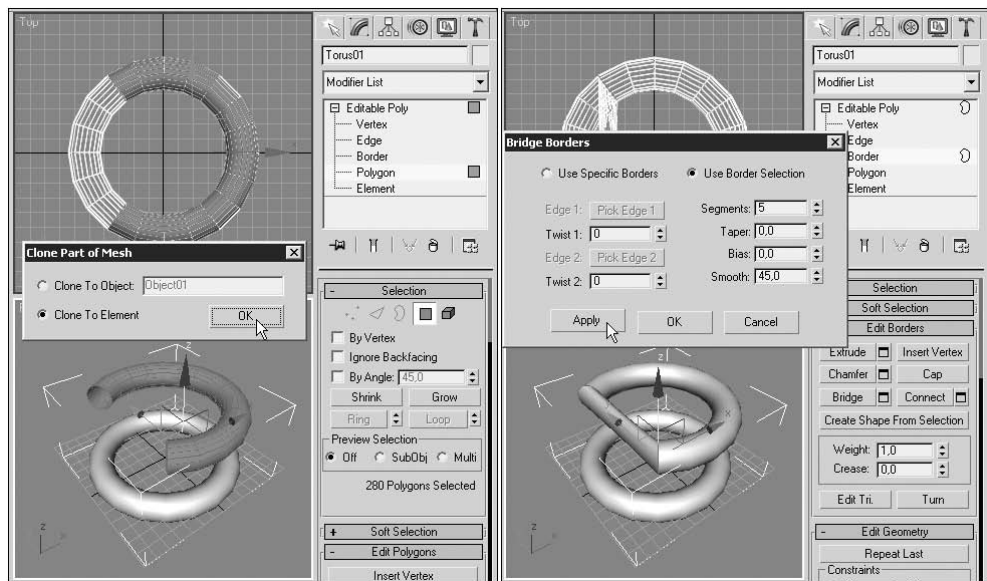 Top
Torus01
Modifier List
Editable Poly
Vertex
Edge
Border
Polygon
Element
Clone Part of Mesh
Clone To Object: Object01
Clone To Element
OK
z
x
z
- Selection
By Vertex
Ignore Backfacing
By Angle: 45,0
Shrink Grow
Ring Loop
Preview Selection
Off SubObj Multi
280 Polygons Selected
+ Soft Selection
- Edit Polygons
Insert Vertex
Top
Torus01
Modifier List
Editable Poly
Vertex
Edge
Border
Polygon
Element
Bridge Borders
Use Specific Borders Use Border Selection
Edge 1: Pick Edge 1 Segments: 5
Twist 1: 0 Taper: 0,0
Edge 2: Pick Edge 2 Bias: 0,0
Twist 2: 0 Smooth: 45,0
Apply OK Cancel
z
x
z
Selection
Soft Selection
Edit Borders
Extrude Insert Vertex
Chamfer Cap
Bridge Connect
Create Shape From Selection
Weight: 1,0
Crease: 0,0
Edit Tri. Turn
- Edit Geometry
Repeat Last
Constraints